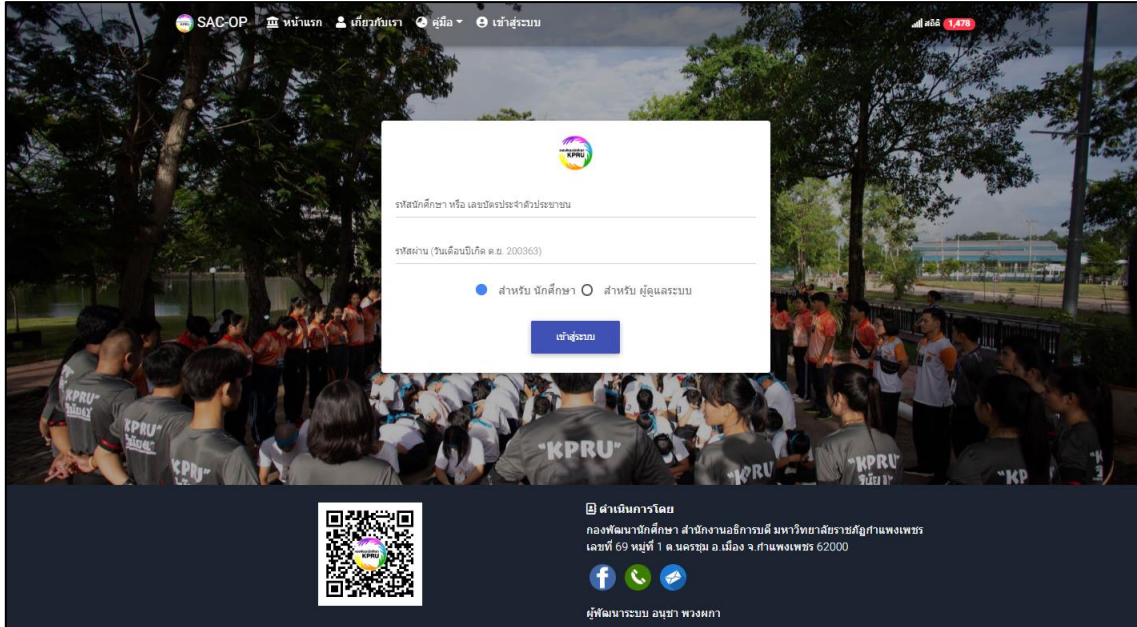 SAC-OP หน้าแรก เกี่ยวกับเรา คู่มือ เข้าสู่ระบบ สถิติ 1,478
KPRU
รหัสนักศึกษา หรือ เลขบัตรประจำตัวประชาชน
รหัสผ่าน (วันเดือนปีเกิด ต.ย. 200363)
สำหรับ นักศึกษา สำหรับ ผู้ดูแลระบบ
เข้าสู่ระบบ
"KPRU"
KPRU"
KPRU"
"KPRU"
"KPRU
"KPRU"
"KP
KPRU
ดำเนินการโดย
กองพัฒนานักศึกษา สำนักงานอธิการบดี มหาวิทยาลัยราชภัฏกำแพงเพชร
เลขที่ 69 หมู่ที่ 1 ต.นครชุม อ.เมือง จ.กำแพงเพชร 62000
ผู้พัฒนาระบบ อนุชา พวงผกา